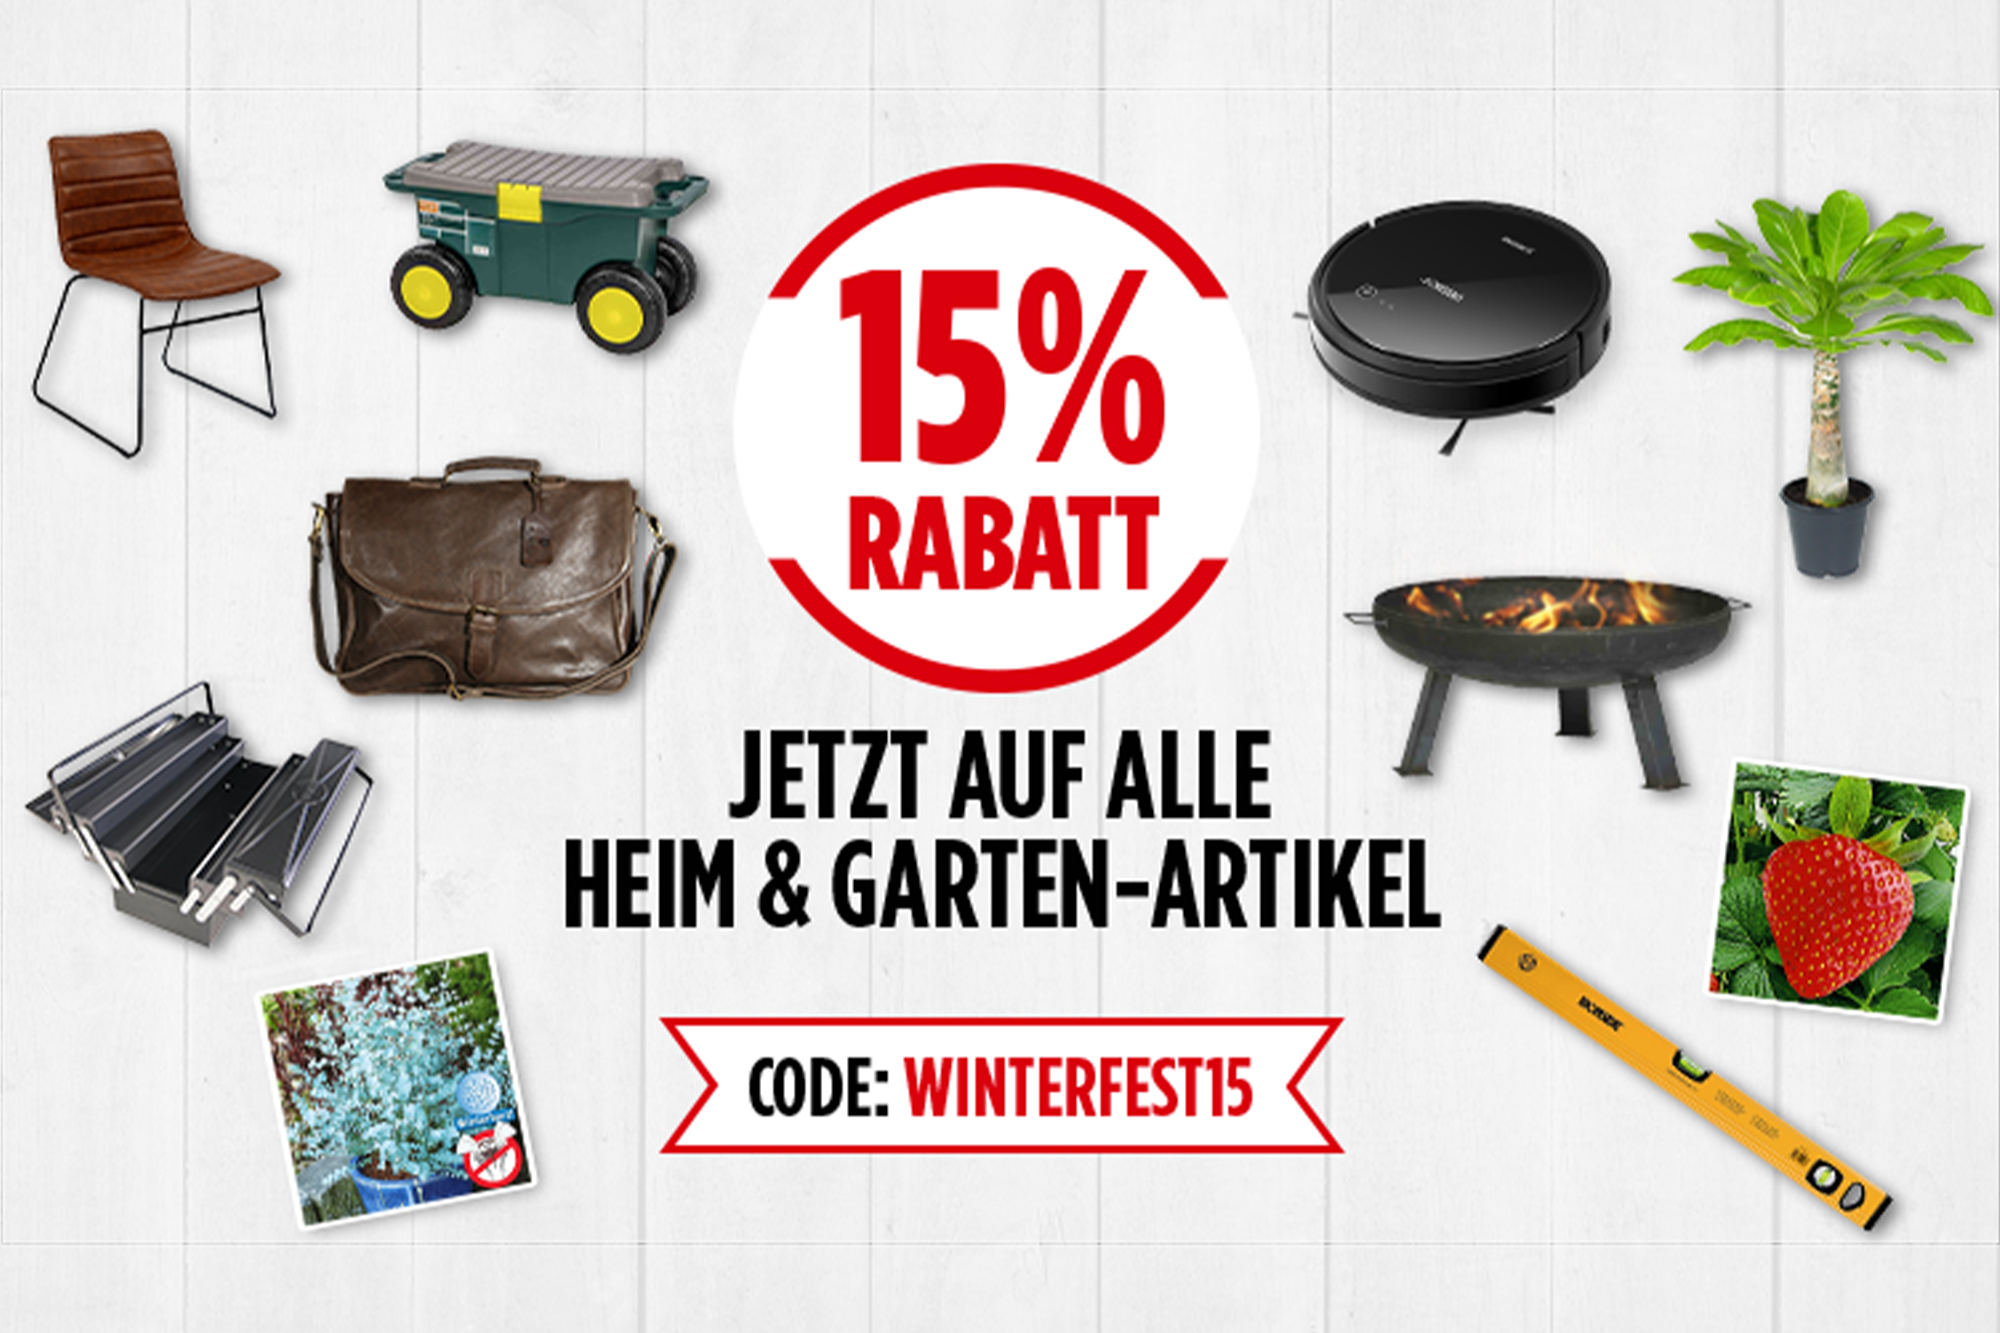 15%
RABATT
JETZT AUF ALLE
HEIM & GARTEN-ARTIKEL
CODE: WINTERFEST15